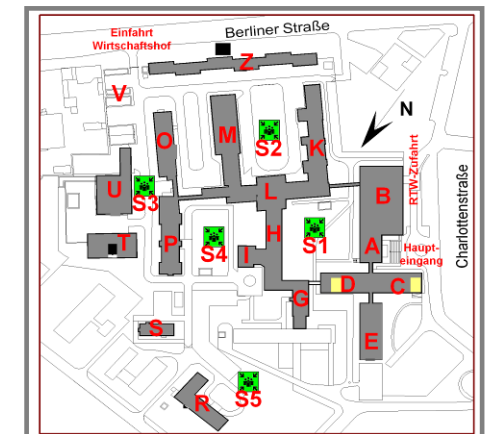 Berliner Straße
Einfahrt
Wirtschaftshof
Z
V
M
O
S2
K
N
RTW-Zufahrt
U
S3
L
B
Charlottenstraße
H
S1
T
P
S4
I
A
Haupt-
eingang
G
D
C
S
E
R
S5